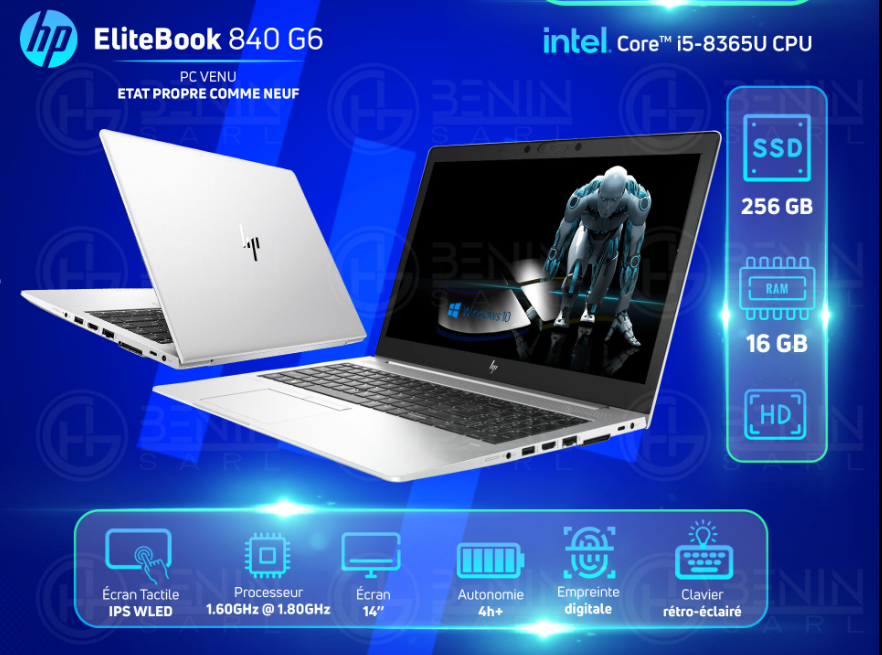 hp EliteBook 840 G6
intel. Core™ i5-8365U CPU
PC VENU
ETAT PROPRE COMME NEUF
BENIN
SARL
SSD
256 GB
RAM
16 GB
HD
hp
Windows 10
hp
Écran Tactile
IPS WLED
Processeur
1.60GHz @ 1.80GHz
Écran
14’’
Autonomie
4h+
Empreinte
digitale
Clavier
rétro-éclairé